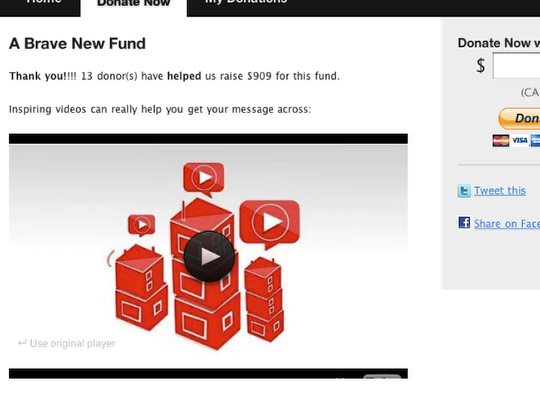 Home Donate Now My Donations
A Brave New Fund
Thank you!!!! 13 donor(s) have helped us raise $909 for this fund.
Inspiring videos can really help you get your message across:
Use original player
Donate Now w
$
(CA
Don
VISA
Tweet this
Share on Face